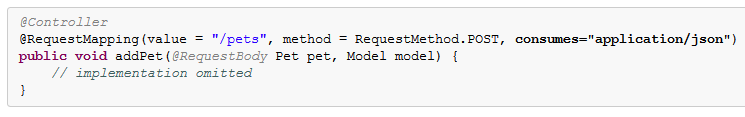 @Controller
@RequestMapping(value = "/pets", method = RequestMethod.POST, consumes="application/json")
public void addPet(@RequestBody Pet pet, Model model) {
    // implementation omitted
}